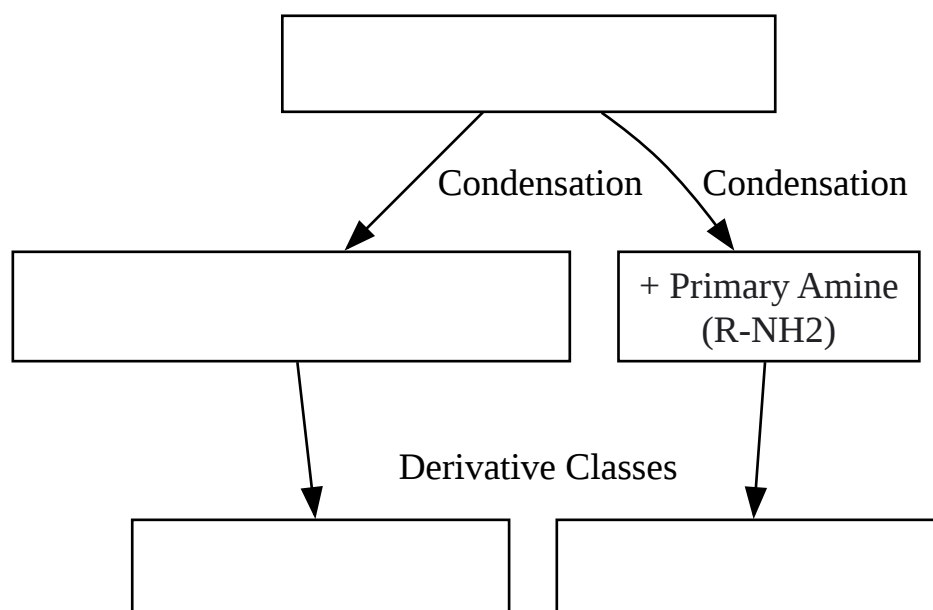 Condensation
Condensation
+ Primary Amine
(R-NH2)
Derivative Classes